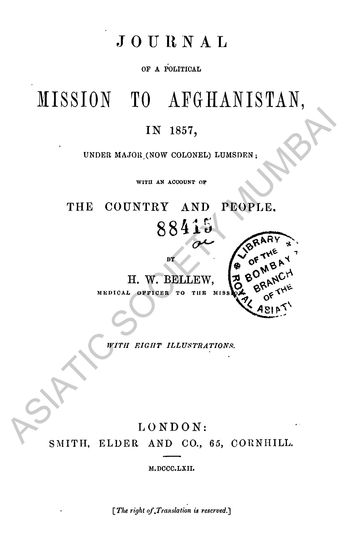 JOURNAL
OF A POLITICAL
MISSION TO AFGHANISTAN,
IN 1857,
UNDER MAJOR (NOW COLONEL) LUMSDEN;
WITH AN ACCOUNT OF
THE COUNTRY AND PEOPLE.
88415
BY
H. W. BELLEW,
MEDICAL OFFICER TO THE MISSION
LIBRARY
OF THE
BOMBAY
BRANCH
OF THE
ROYAL ASIATI
WITH EIGHT ILLUSTRATIONS.
LONDON:
SMITH, ELDER AND CO., 65, CORNHILL.
M.DCCC.LXII.
[The right of Translation is reserved.]
ASIATIC SOCIETY MUMBAI